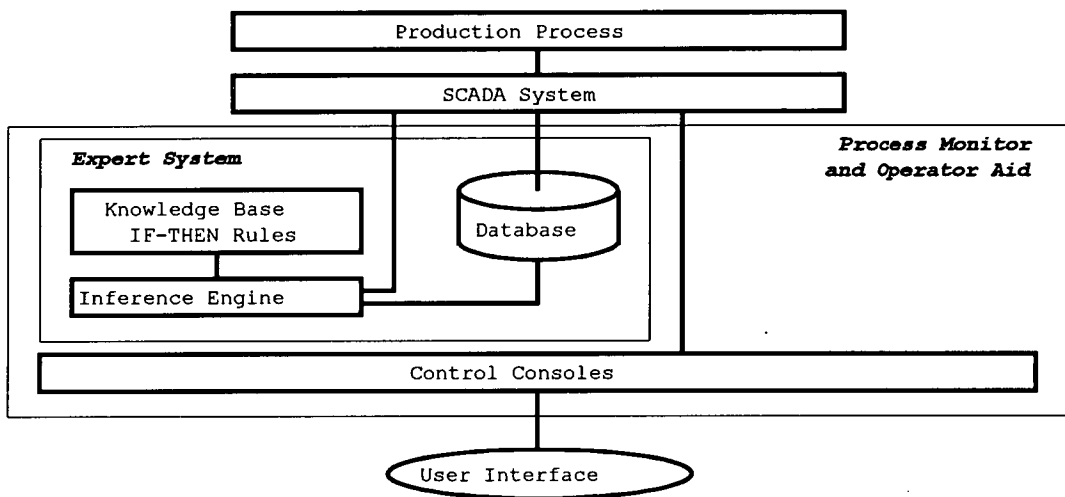 Production Process
SCADA System
Process Monitor
and Operator Aid
Expert System
Knowledge Base
IF-THEN Rules
Database
Inference Engine
Control Consoles
User Interface